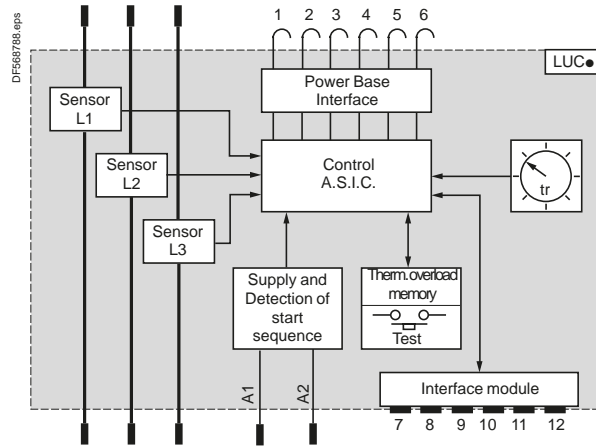 DF568788.eps
1 2 3 4 5 6
LUC●
Power Base
Interface
Sensor
L1
Sensor
L2
Sensor
L3
Control
A.S.I.C.
tr
Supply and
Detection of
start
sequence
Therm.overload
memory
Test
A1
A2
Interface module
7 8 9 10 11 12